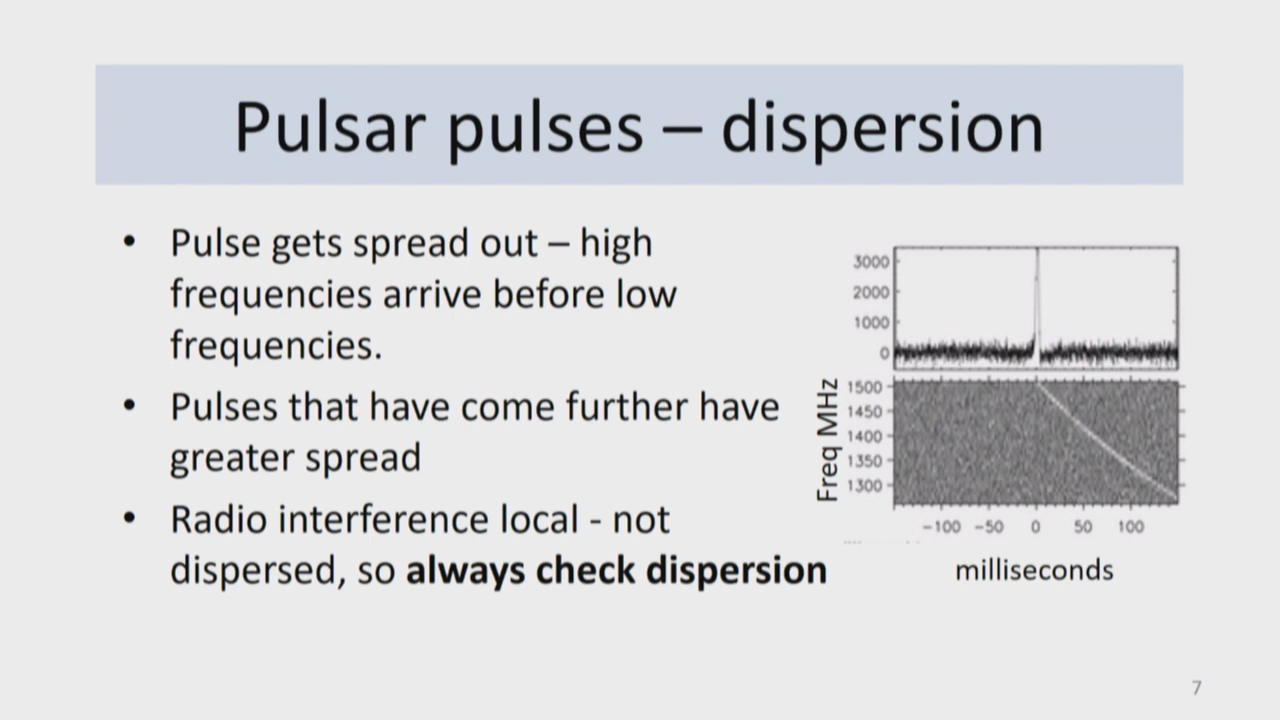 Pulsar pulses – dispersion
• Pulse gets spread out – high
frequencies arrive before low
frequencies.
• Pulses that have come further have
greater spread
• Radio interference local - not
dispersed, so always check dispersion
3000
2000
1000
0
Freq MHz
1500
1450
1400
1350
1300
−100 −50 0 50 100
milliseconds
7